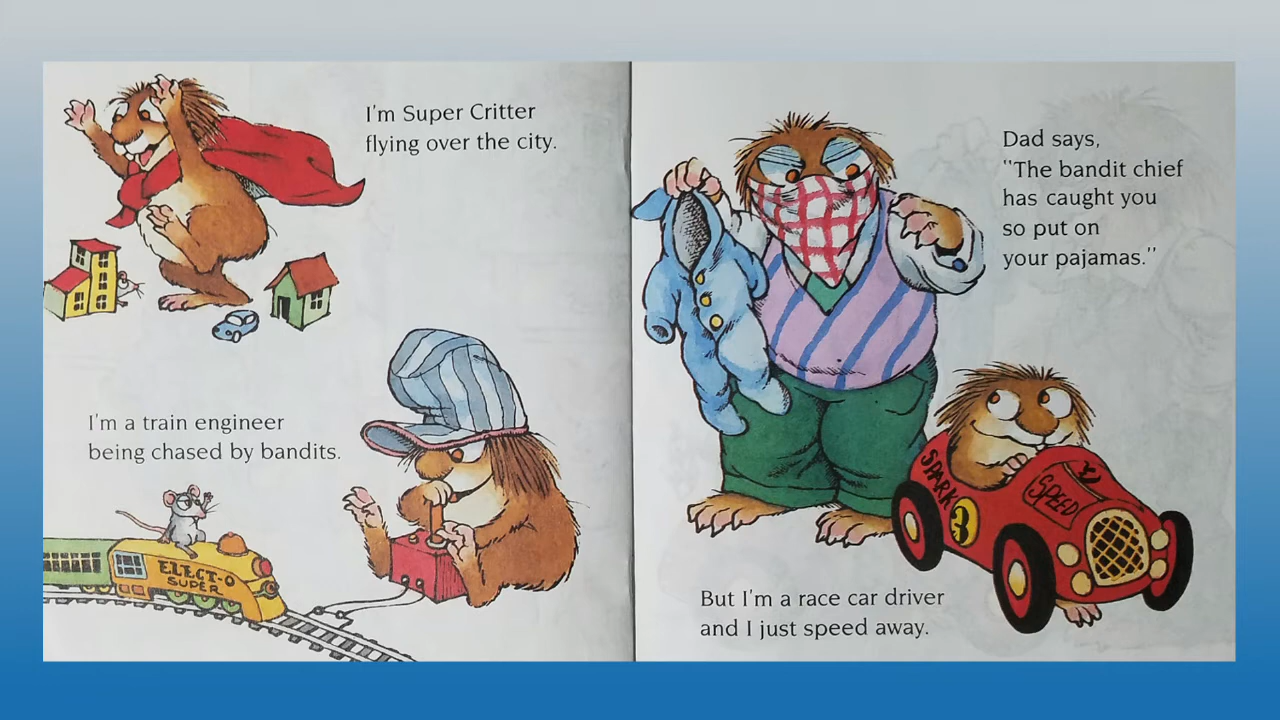 I'm Super Critter
flying over the city.
I'm a train engineer
being chased by bandits.
ELECT-O
SUPER
Dad says,
"The bandit chief
has caught you
so put on
your pajamas."
SPARK
3
SPEED
But I'm a race car driver
and I just speed away.